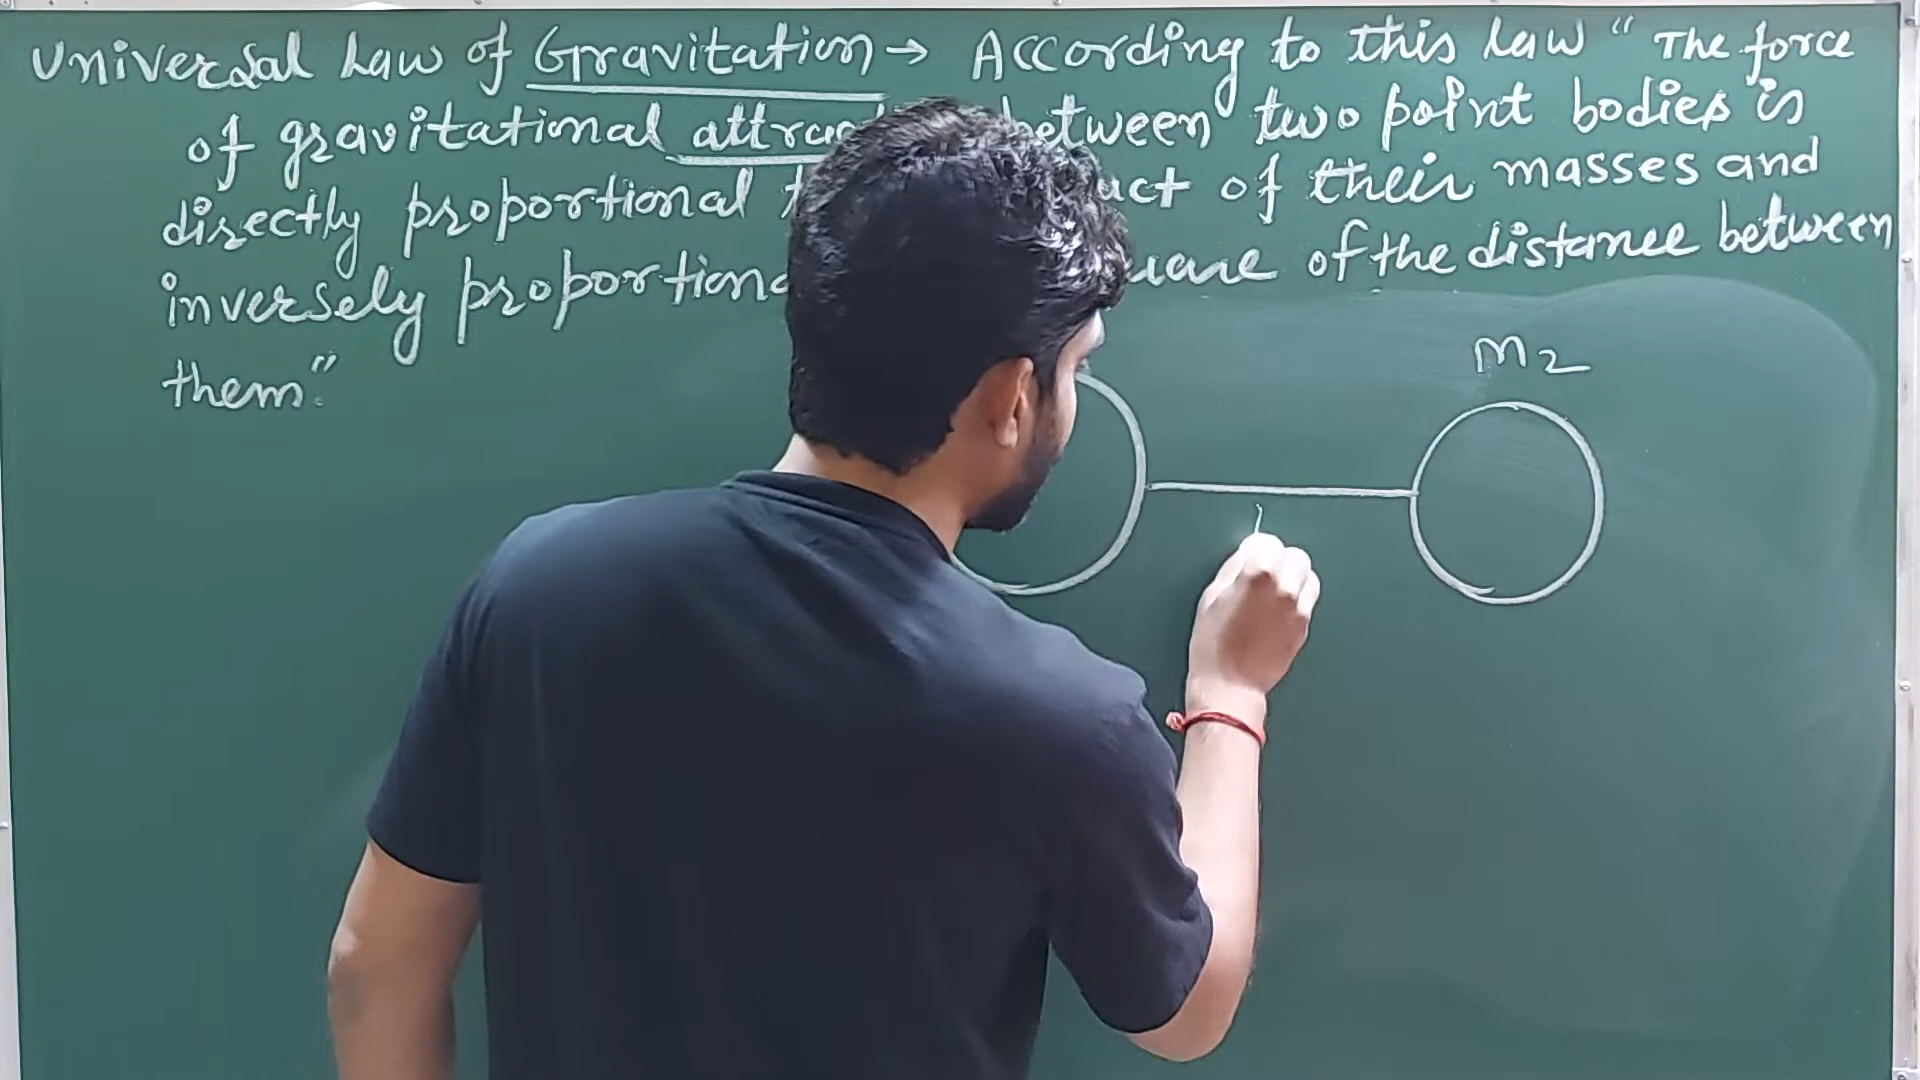 Universal Law of Gravitation → According to this law “ The force
of gravitational between two point bodies is
directly proportional of their masses and
inversely of the distance between
them”
M2